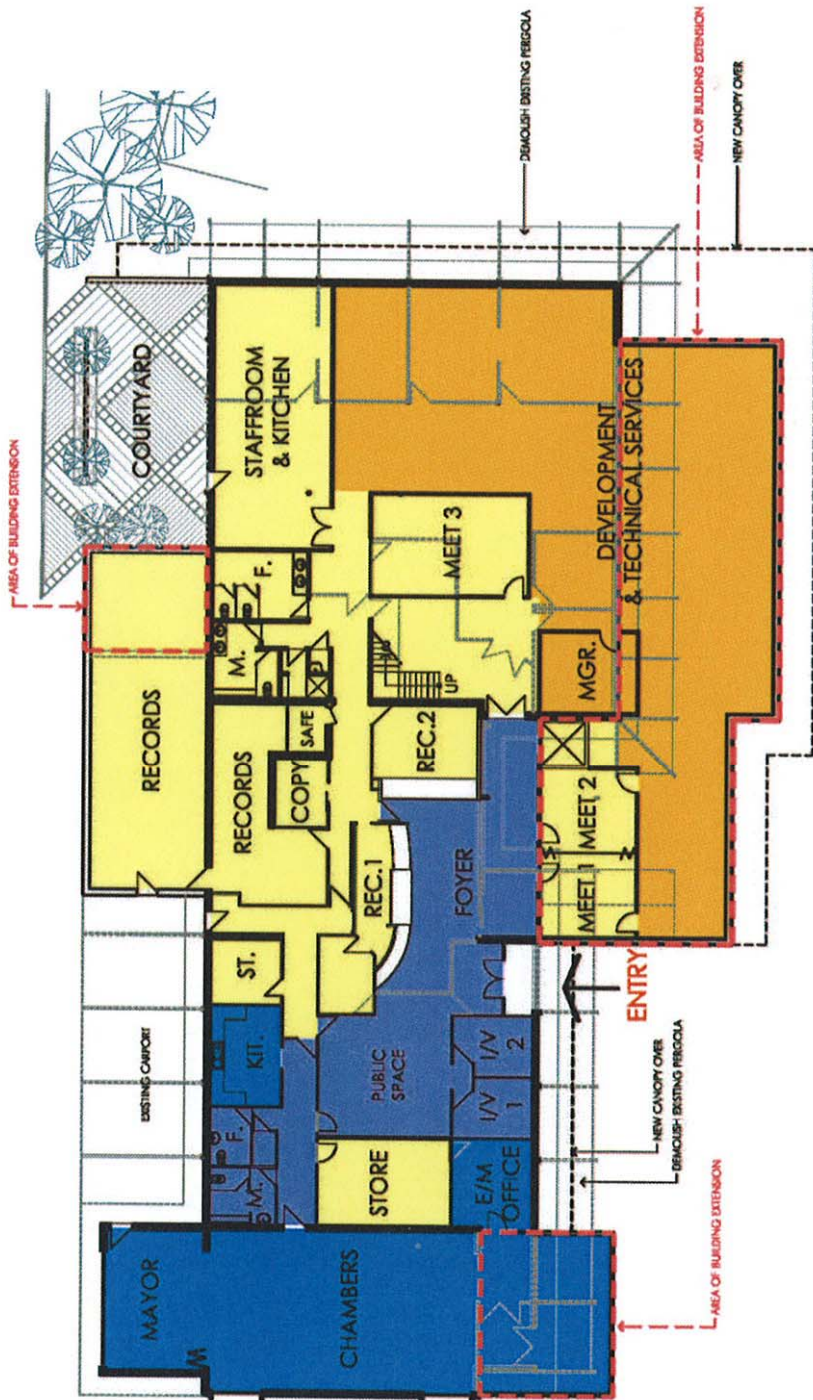 AREA OF BUILDING EXTENSION
COURTYARD
RECORDS
STAFFROOM
& KITCHEN
F.
M.
D
SAFE
RECORDS
COPY
MEET 3
UP
REC.2
REC.1
FOYER
ST.
KIT.
EXISTING CARPORT
PUBLIC
SPACE
F.
M.
STORE
I/V
1
I/V
2
E/M
OFFICE
MAYOR
W
CHAMBERS
DEVELOPMENT
& TECHNICAL SERVICES
MGR.
MEET 1
MEET 2
ENTRY
NEW CANOPY OVER
DEMOLISH EXISTING PERGOLA
AREA OF BUILDING EXTENSION
DEMOLISH EXISTING PERGOLA
AREA OF BUILDING EXTENSION
NEW CANOPY OVER